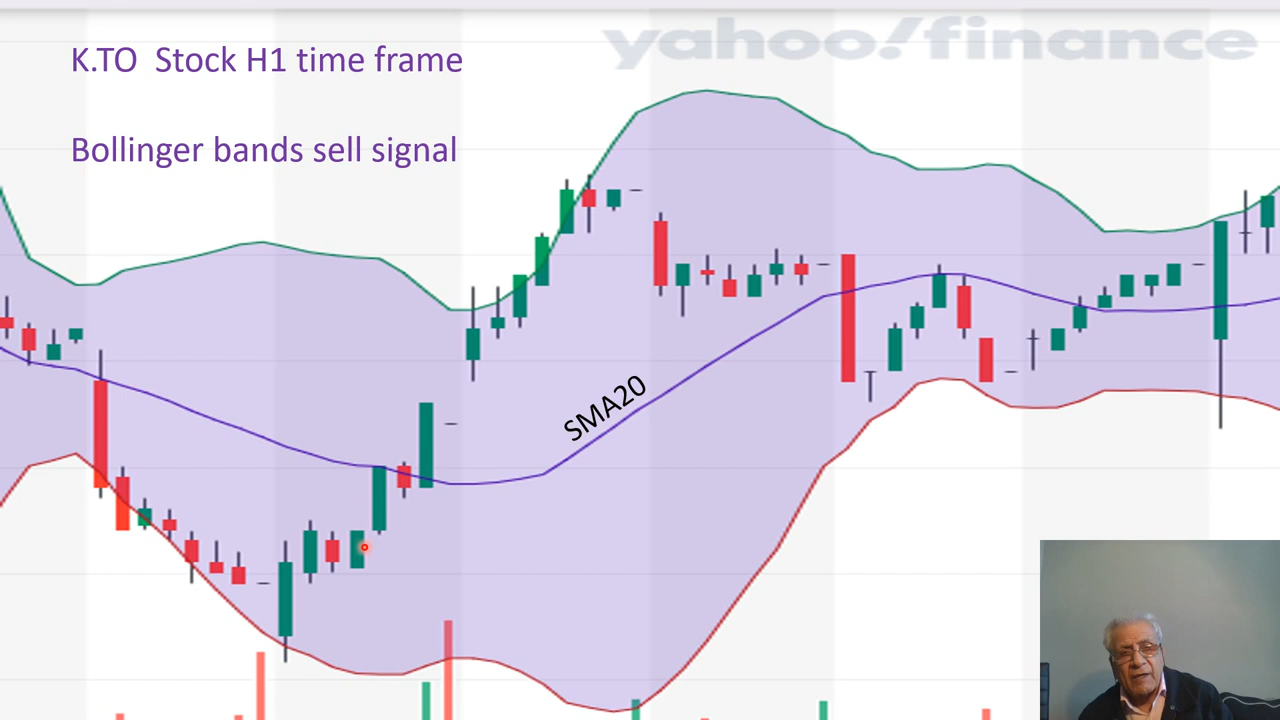 yahoo!finance
K.TO Stock H1 time frame
Bollinger bands sell signal
SMA20